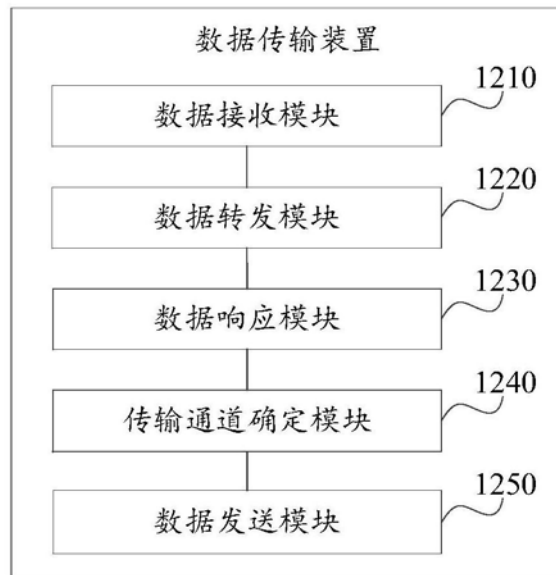 数据传输装置
1210
数据接收模块
1220
数据转发模块
1230
数据响应模块
1240
传输通道确定模块
1250
数据发送模块